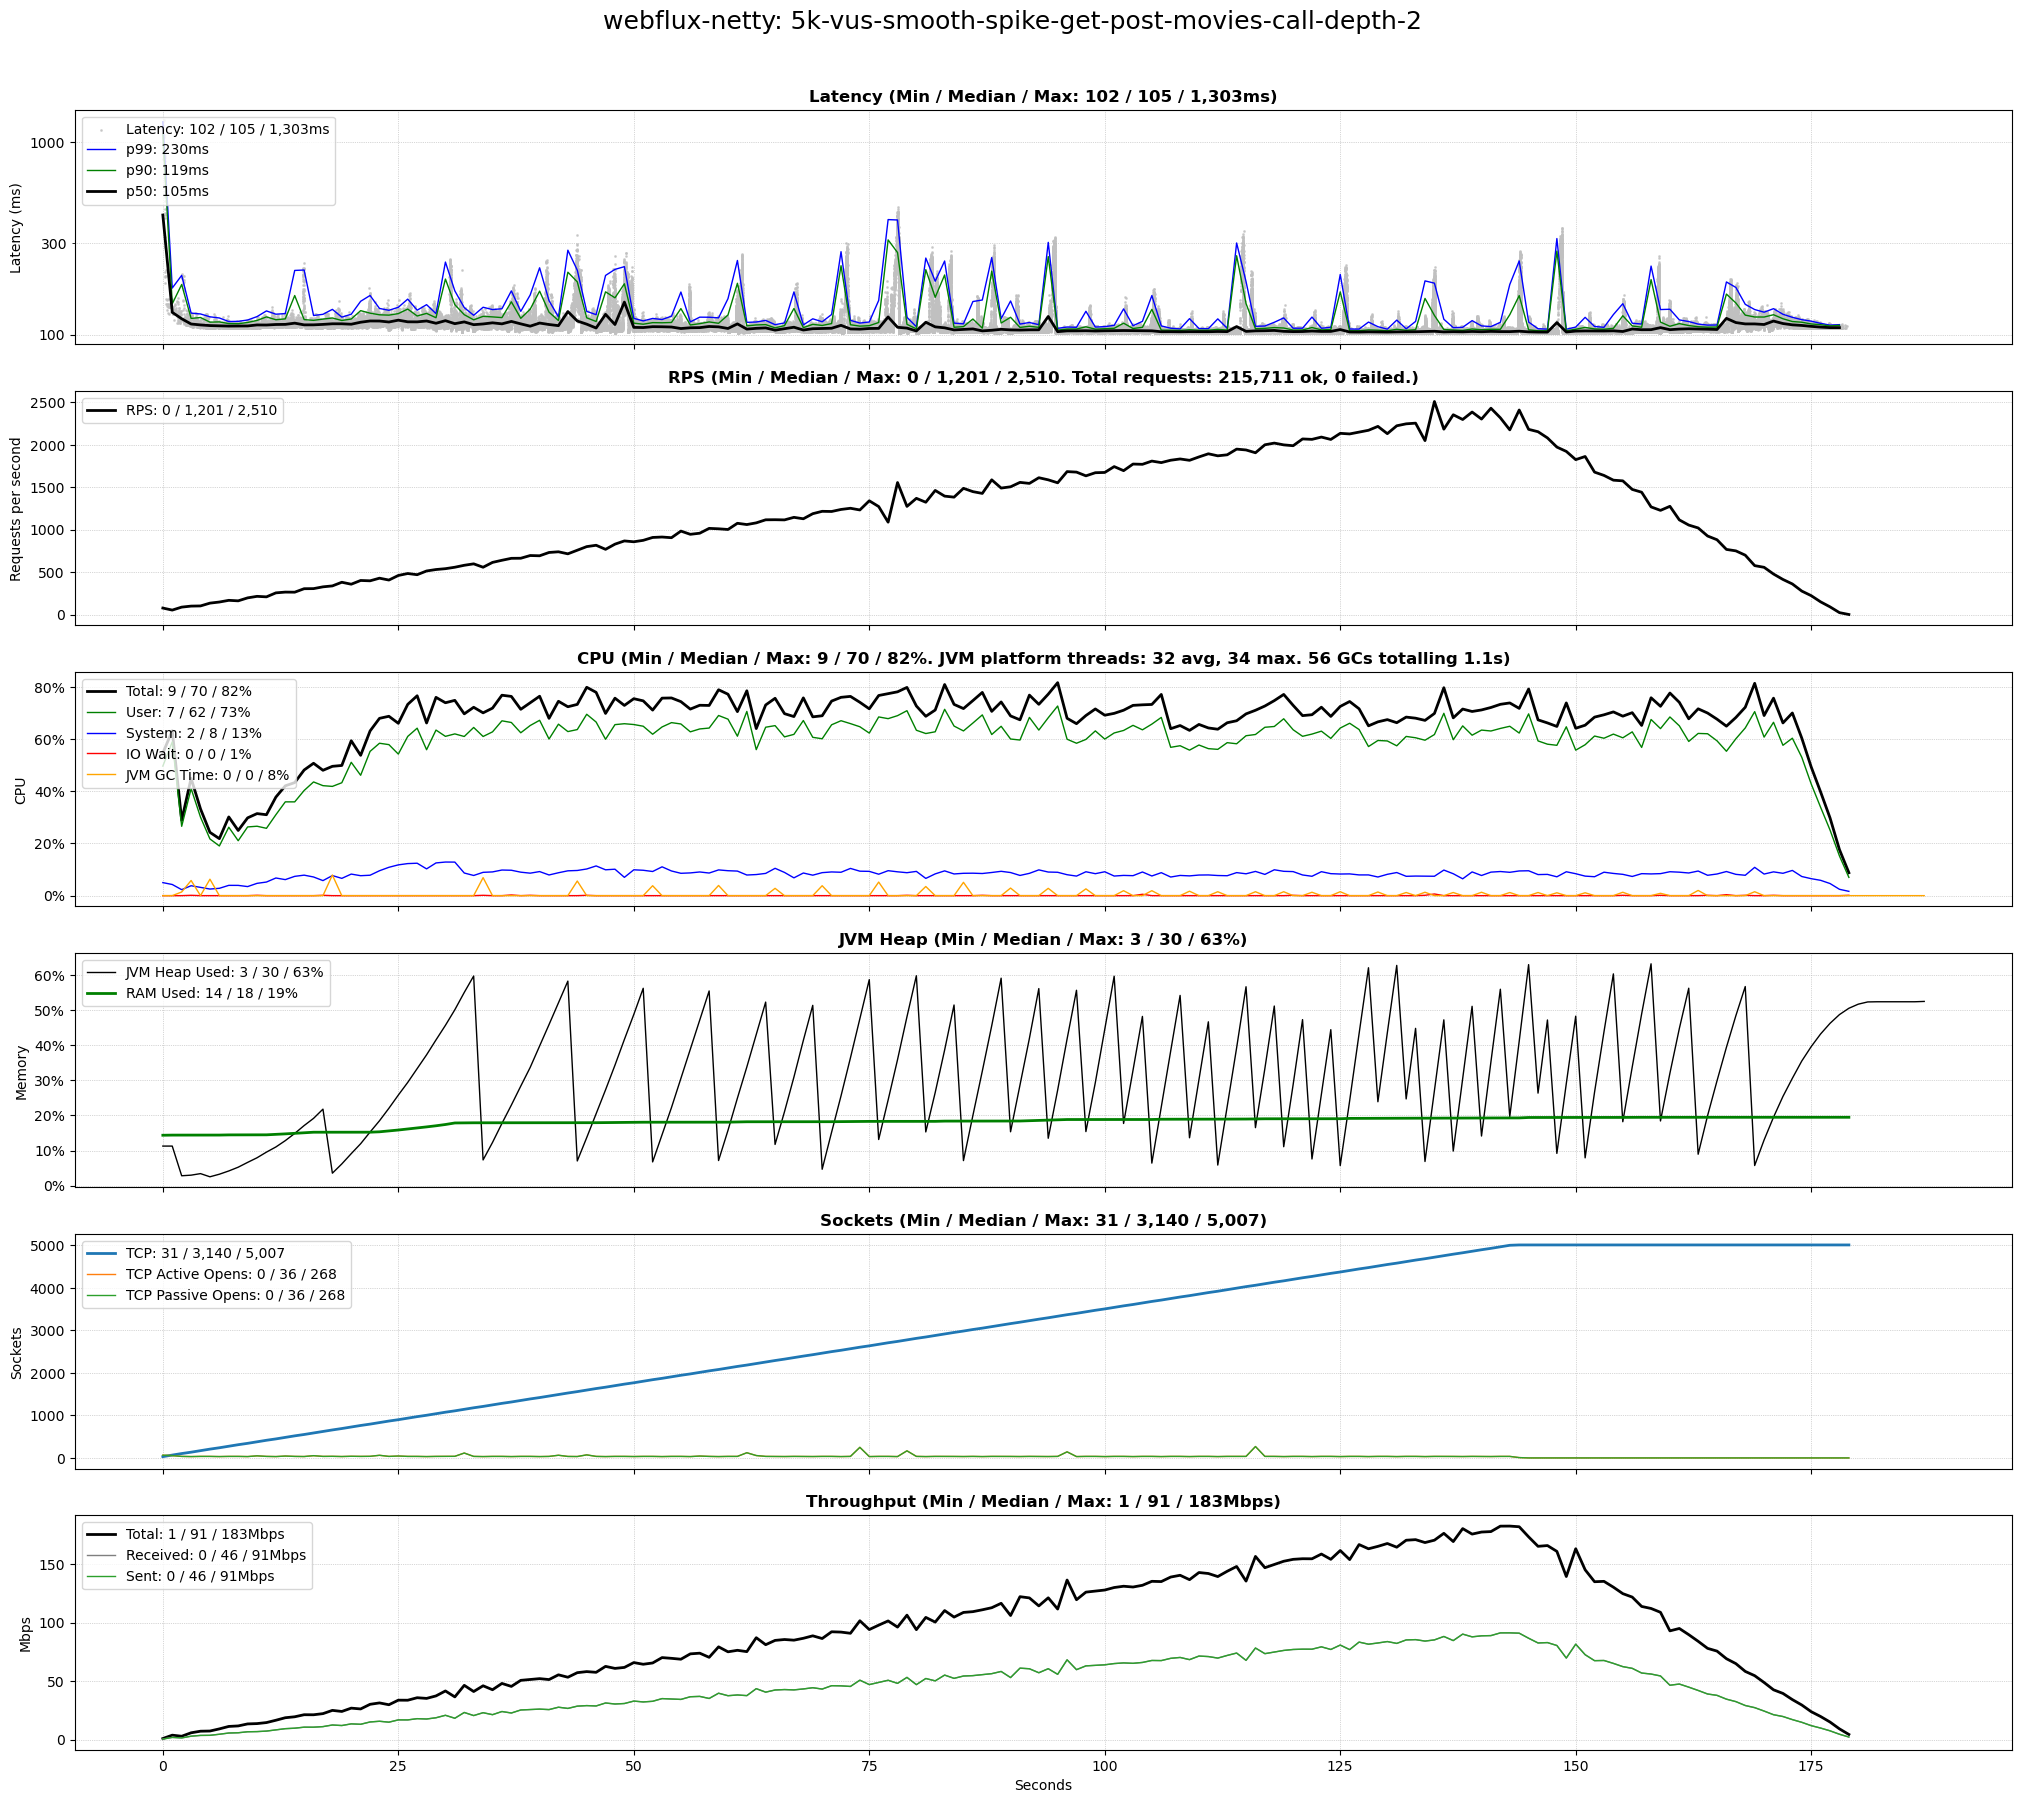 webflux-netty: 5k-vus-smooth-spike-get-post-movies-call-depth-2
Latency (Min / Median / Max: 102 / 105 / 1,303ms)
Latency: 102 / 105 / 1,303ms
p99: 230ms
p90: 119ms
p50: 105ms
1000
300
100
Latency (ms)
RPS (Min / Median / Max: 0 / 1,201 / 2,510. Total requests: 215,711 ok, 0 failed.)
RPS: 0 / 1,201 / 2,510
2500
2000
1500
1000
500
0
Requests per second
CPU (Min / Median / Max: 9 / 70 / 82%. JVM platform threads: 32 avg, 34 max. 56 GCs totalling 1.1s)
Total: 9 / 70 / 82%
User: 7 / 62 / 73%
System: 2 / 8 / 13%
IO Wait: 0 / 0 / 1%
JVM GC Time: 0 / 0 / 8%
80%
60%
40%
20%
0%
CPU
JVM Heap (Min / Median / Max: 3 / 30 / 63%)
JVM Heap Used: 3 / 30 / 63%
RAM Used: 14 / 18 / 19%
60%
50%
40%
30%
20%
10%
0%
Memory
Sockets (Min / Median / Max: 31 / 3,140 / 5,007)
TCP: 31 / 3,140 / 5,007
TCP Active Opens: 0 / 36 / 268
TCP Passive Opens: 0 / 36 / 268
5000
4000
3000
2000
1000
0
Sockets
Throughput (Min / Median / Max: 1 / 91 / 183Mbps)
Total: 1 / 91 / 183Mbps
Received: 0 / 46 / 91Mbps
Sent: 0 / 46 / 91Mbps
150
100
50
0
Mbps
0 25 50 75 100 125 150 175
Seconds